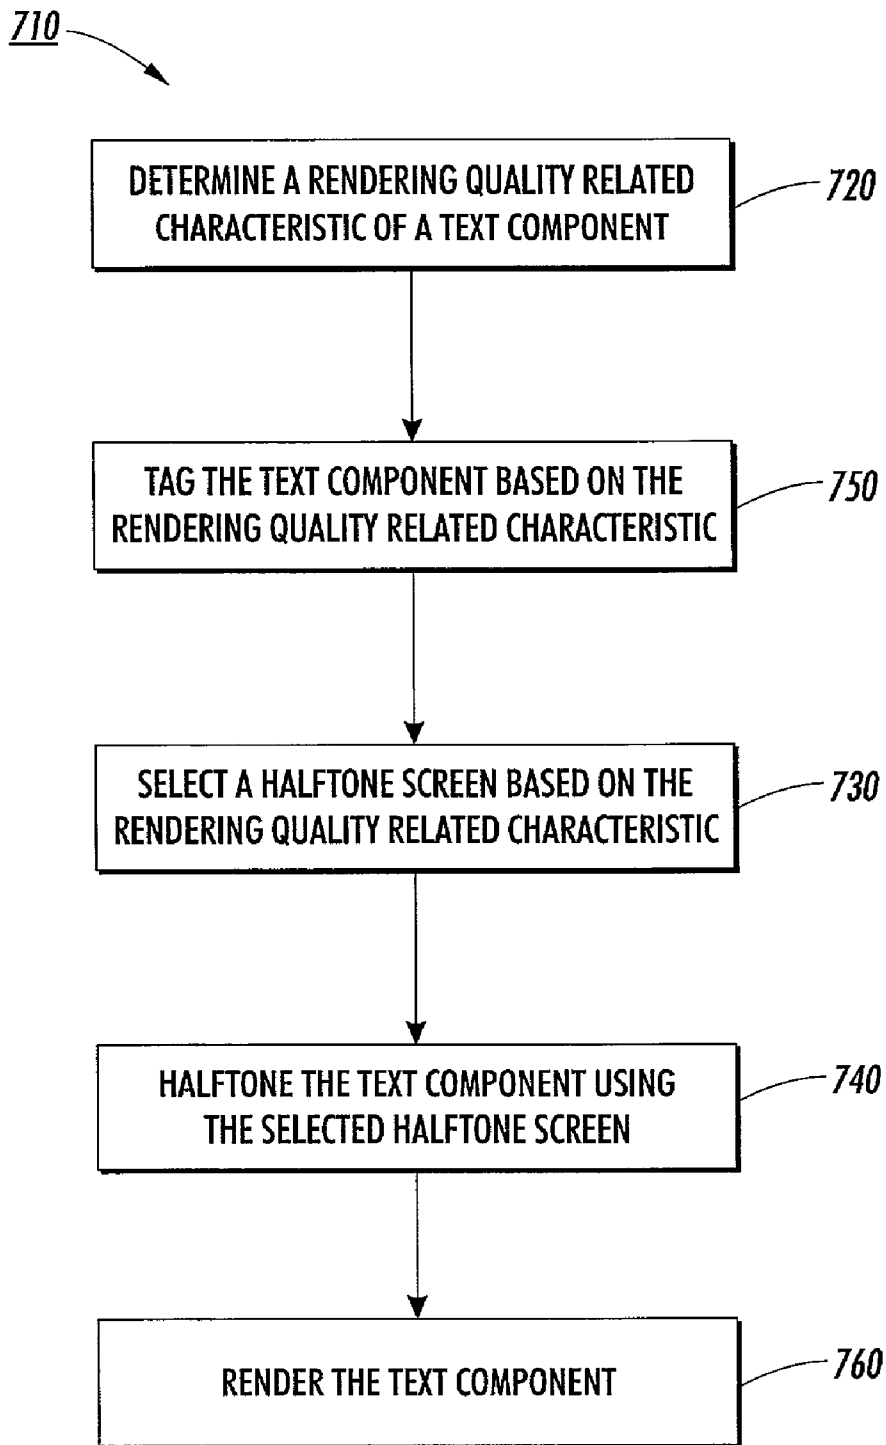 710
DETERMINE A RENDERING QUALITY RELATED
CHARACTERISTIC OF A TEXT COMPONENT
720
TAG THE TEXT COMPONENT BASED ON THE
RENDERING QUALITY RELATED CHARACTERISTIC
750
SELECT A HALFTONE SCREEN BASED ON THE
RENDERING QUALITY RELATED CHARACTERISTIC
730
HALFTONE THE TEXT COMPONENT USING
THE SELECTED HALFTONE SCREEN
740
RENDER THE TEXT COMPONENT
760